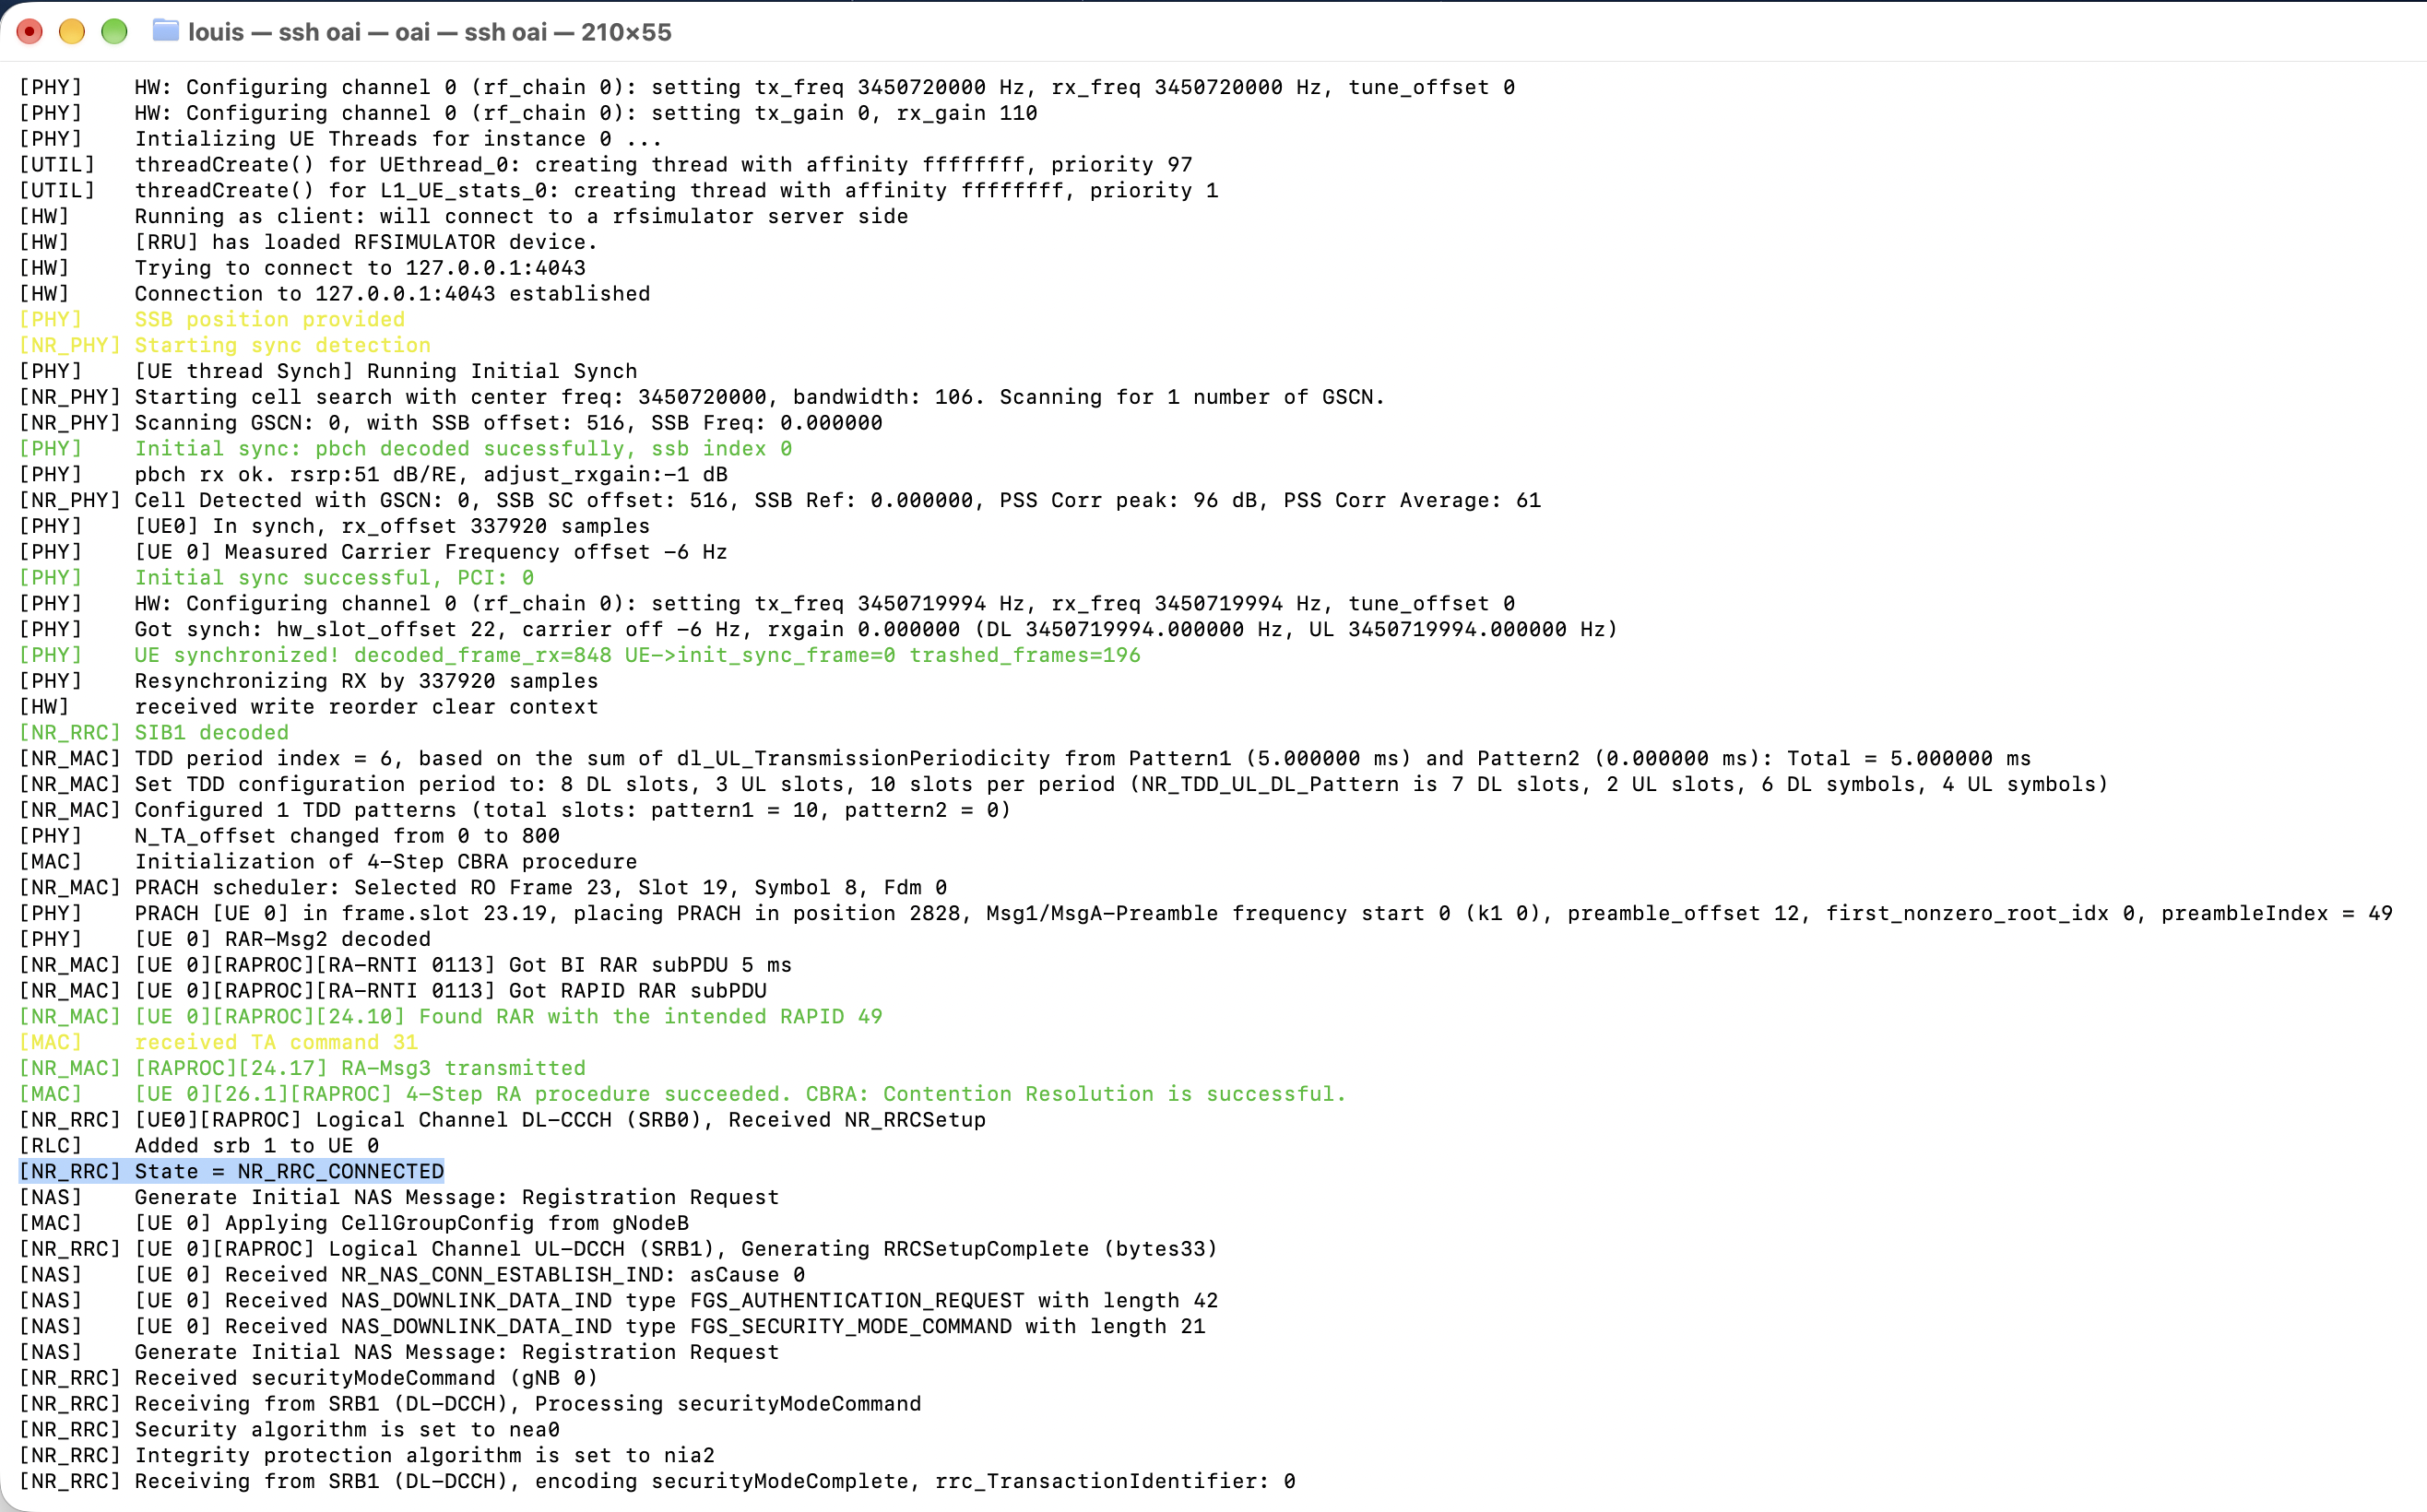 louis — ssh oai — oai — ssh oai — 210×55
[PHY]    HW: Configuring channel 0 (rf_chain 0): setting tx_freq 3450720000 Hz, rx_freq 3450720000 Hz, tune_offset 0
[PHY]    HW: Configuring channel 0 (rf_chain 0): setting tx_gain 0, rx_gain 110
[PHY]    Intializing UE Threads for instance 0 ...
[UTIL]   threadCreate() for UEthread_0: creating thread with affinity ffffffff, priority 97
[UTIL]   threadCreate() for L1_UE_stats_0: creating thread with affinity ffffffff, priority 1
[HW]     Running as client: will connect to a rfsimulator server side
[HW]     [RRU] has loaded RFSIMULATOR device.
[HW]     Trying to connect to 127.0.0.1:4043
[HW]     Connection to 127.0.0.1:4043 established
[PHY]    SSB position provided
[NR_PHY] Starting sync detection
[PHY]    [UE thread Synch] Running Initial Synch
[NR_PHY] Starting cell search with center freq: 3450720000, bandwidth: 106. Scanning for 1 number of GSCN.
[NR_PHY] Scanning GSCN: 0, with SSB offset: 516, SSB Freq: 0.000000
[PHY]    Initial sync: pbch decoded sucessfully, ssb index 0
[PHY]    pbch rx ok. rsrp:51 dB/RE, adjust_rxgain:-1 dB
[NR_PHY] Cell Detected with GSCN: 0, SSB SC offset: 516, SSB Ref: 0.000000, PSS Corr peak: 96 dB, PSS Corr Average: 61
[PHY]    [UE0] In synch, rx_offset 337920 samples
[PHY]    [UE 0] Measured Carrier Frequency offset -6 Hz
[PHY]    Initial sync successful, PCI: 0
[PHY]    HW: Configuring channel 0 (rf_chain 0): setting tx_freq 3450719994 Hz, rx_freq 3450719994 Hz, tune_offset 0
[PHY]    Got synch: hw_slot_offset 22, carrier off -6 Hz, rxgain 0.000000 (DL 3450719994.000000 Hz, UL 3450719994.000000 Hz)
[PHY]    UE synchronized! decoded_frame_rx=848 UE->init_sync_frame=0 trashed_frames=196
[PHY]    Resynchronizing RX by 337920 samples
[HW]     received write reorder clear context
[NR_RRC] SIB1 decoded
[NR_MAC] TDD period index = 6, based on the sum of dl_UL_TransmissionPeriodicity from Pattern1 (5.000000 ms) and Pattern2 (0.000000 ms): Total = 5.000000 ms
[NR_MAC] Set TDD configuration period to: 8 DL slots, 3 UL slots, 10 slots per period (NR_TDD_UL_DL_Pattern is 7 DL slots, 2 UL slots, 6 DL symbols, 4 UL symbols)
[NR_MAC] Configured 1 TDD patterns (total slots: pattern1 = 10, pattern2 = 0)
[PHY]    N_TA_offset changed from 0 to 800
[MAC]    Initialization of 4-Step CBRA procedure
[NR_MAC] PRACH scheduler: Selected RO Frame 23, Slot 19, Symbol 8, Fdm 0
[PHY]    PRACH [UE 0] in frame.slot 23.19, placing PRACH in position 2828, Msg1/MsgA-Preamble frequency start 0 (k1 0), preamble_offset 12, first_nonzero_root_idx 0, preambleIndex = 49
[PHY]    [UE 0] RAR-Msg2 decoded
[NR_MAC] [UE 0][RAPROC][RA-RNTI 0113] Got BI RAR subPDU 5 ms
[NR_MAC] [UE 0][RAPROC][RA-RNTI 0113] Got RAPID RAR subPDU
[NR_MAC] [UE 0][RAPROC][24.10] Found RAR with the intended RAPID 49
[MAC]    received TA command 31
[NR_MAC] [RAPROC][24.17] RA-Msg3 transmitted
[MAC]    [UE 0][26.1][RAPROC] 4-Step RA procedure succeeded. CBRA: Contention Resolution is successful.
[NR_RRC] [UE0][RAPROC] Logical Channel DL-CCCH (SRB0), Received NR_RRCSetup
[RLC]    Added srb 1 to UE 0
[NR_RRC] State = NR_RRC_CONNECTED
[NAS]    Generate Initial NAS Message: Registration Request
[MAC]    [UE 0] Applying CellGroupConfig from gNodeB
[NR_RRC] [UE 0][RAPROC] Logical Channel UL-DCCH (SRB1), Generating RRCSetupComplete (bytes33)
[NAS]    [UE 0] Received NR_NAS_CONN_ESTABLISH_IND: asCause 0
[NAS]    [UE 0] Received NAS_DOWNLINK_DATA_IND type FGS_AUTHENTICATION_REQUEST with length 42
[NAS]    [UE 0] Received NAS_DOWNLINK_DATA_IND type FGS_SECURITY_MODE_COMMAND with length 21
[NAS]    Generate Initial NAS Message: Registration Request
[NR_RRC] Received securityModeCommand (gNB 0)
[NR_RRC] Receiving from SRB1 (DL-DCCH), Processing securityModeCommand
[NR_RRC] Security algorithm is set to nea0
[NR_RRC] Integrity protection algorithm is set to nia2
[NR_RRC] Receiving from SRB1 (DL-DCCH), encoding securityModeComplete, rrc_TransactionIdentifier: 0